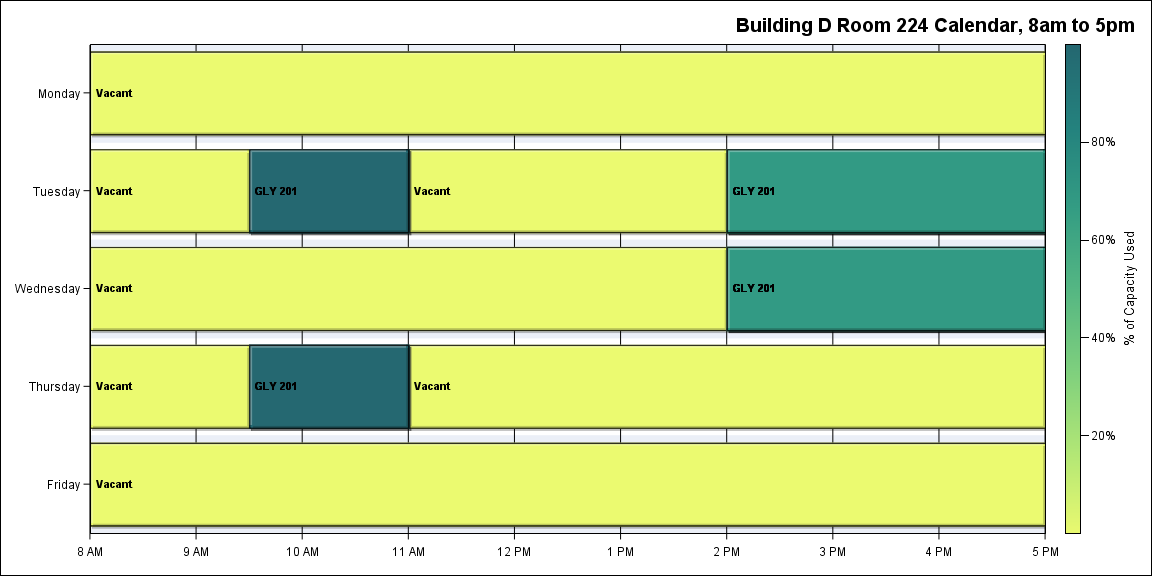 Building D Room 224 Calendar, 8am to 5pm
Monday
Vacant
Tuesday
Vacant
GLY 201
Vacant
GLY 201
Wednesday
Vacant
GLY 201
Thursday
Vacant
GLY 201
Vacant
Friday
Vacant
8 AM
9 AM
10 AM
11 AM
12 PM
1 PM
2 PM
3 PM
4 PM
5 PM
80%
60%
40%
20%
% of Capacity Used